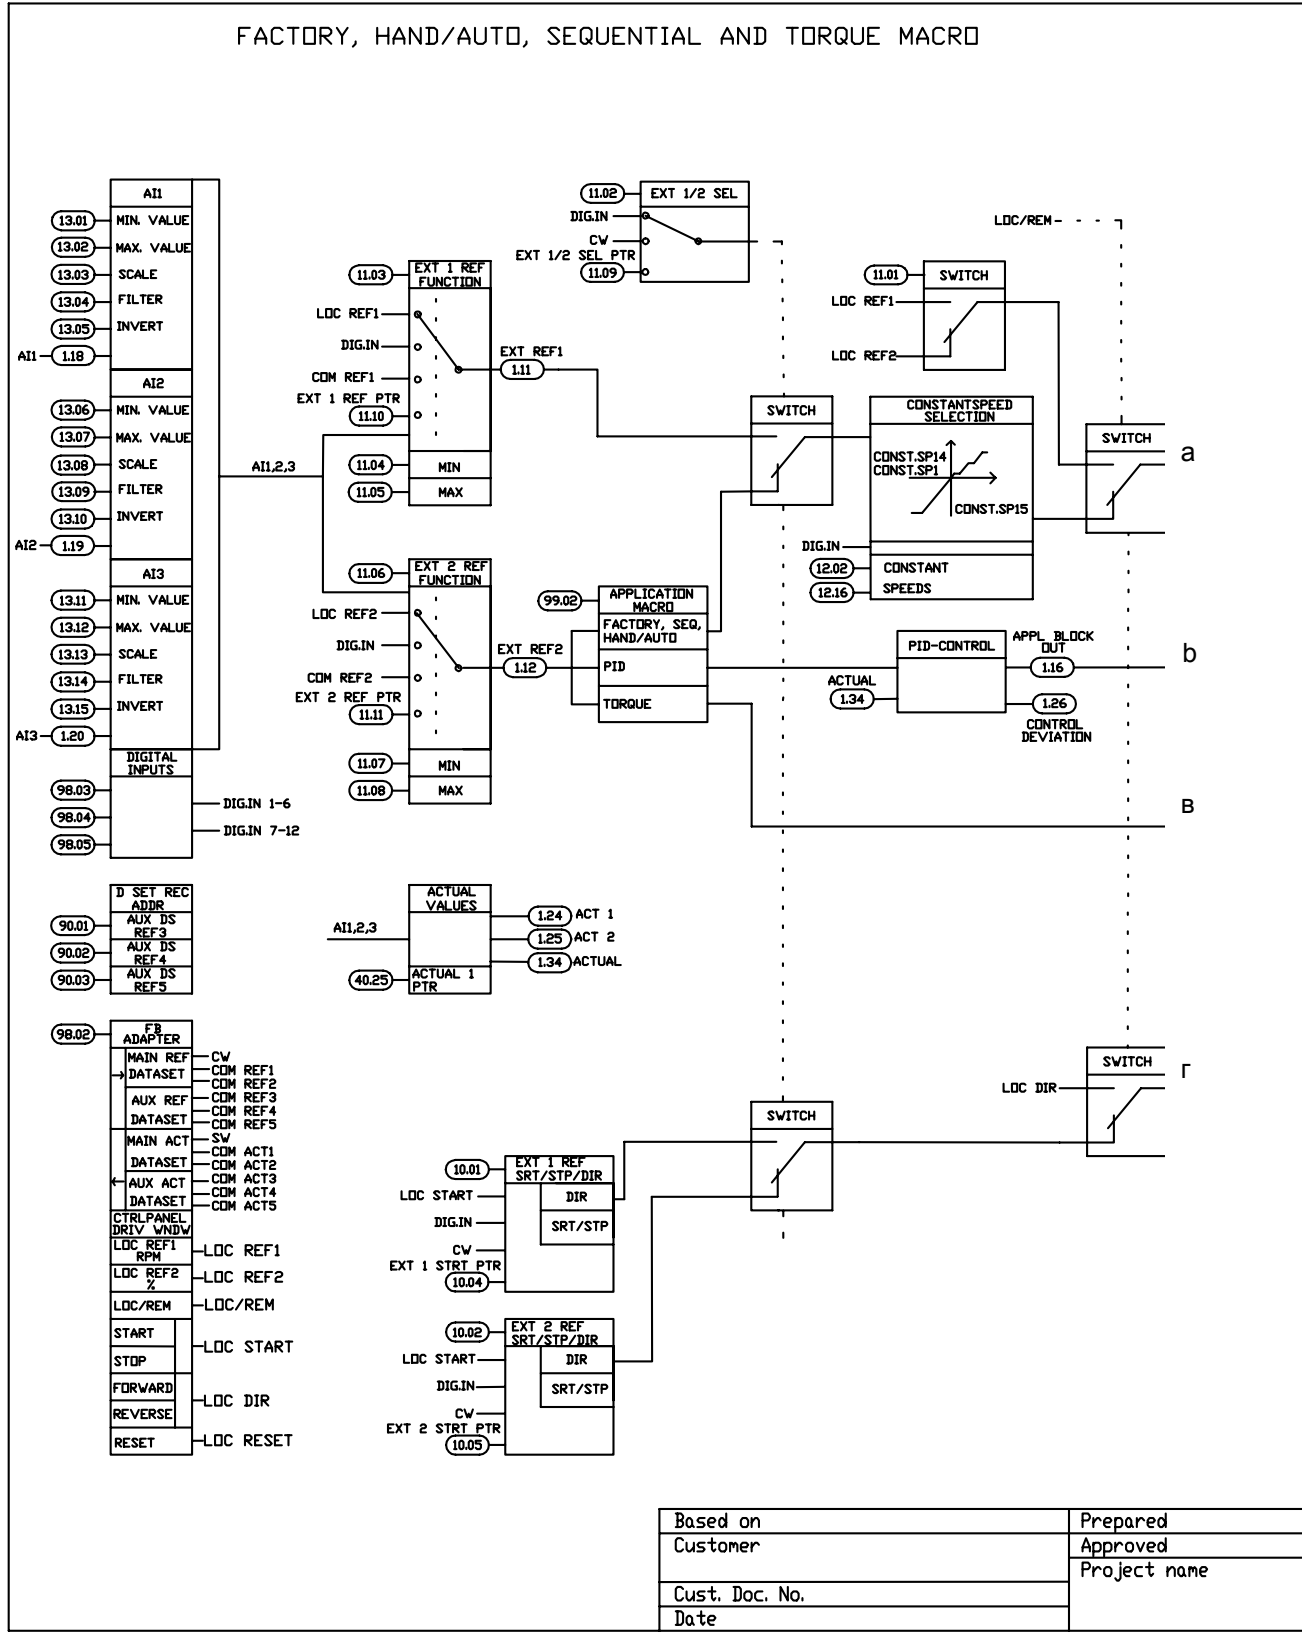 FACTORY, HAND/AUTO, SEQUENTIAL AND TORQUE MACRO
AI1
13.01 MIN. VALUE
13.02 MAX. VALUE
13.03 SCALE
13.04 FILTER
13.05 INVERT
AI1 1.18
AI2
13.06 MIN. VALUE
13.07 MAX. VALUE
13.08 SCALE
13.09 FILTER
13.10 INVERT
AI2 1.19
AI3
13.11 MIN. VALUE
13.12 MAX. VALUE
13.13 SCALE
13.14 FILTER
13.15 INVERT
AI3 1.20
DIGITAL
INPUTS
98.03
98.04
98.05
DIG.IN 1-6
DIG.IN 7-12
AI1,2,3
11.03 EXT 1 REF
FUNCTION
LOC REF1
DIG.IN
COM REF1
EXT 1 REF PTR
11.10
11.04 MIN
11.05 MAX
EXT REF1
1.11
11.06 EXT 2 REF
FUNCTION
LOC REF2
DIG.IN
COM REF2
EXT 2 REF PTR
11.11
11.07 MIN
11.08 MAX
EXT REF2
1.12
11.02 EXT 1/2 SEL
DIG.IN
CW
EXT 1/2 SEL PTR
11.09
99.02 APPLICATION
MACRO
FACTORY, SEQ,
HAND/AUTO
PID
TORQUE
SWITCH
LOC/REM
11.01 SWITCH
LOC REF1
LOC REF2
CONSTANTSPEED
SELECTION
CONST.SP14
CONST.SP1
CONST.SP15
DIG.IN
12.02 CONSTANT
12.16 SPEEDS
SWITCH
a
PID-CONTROL
ACTUAL
1.34
APPL BLOCK
OUT
1.16
1.26
CONTROL
DEVIATION
b
в
D SET REC
ADDR
90.01 AUX DS
REF3
90.02 AUX DS
REF4
90.03 AUX DS
REF5
AI1,2,3
ACTUAL
VALUES
1.24 ACT 1
1.25 ACT 2
1.34 ACTUAL
40.25 ACTUAL 1
PTR
98.02 FB
ADAPTER
MAIN REF CW
DATASET COM REF1
COM REF2
AUX REF COM REF3
COM REF4
DATASET COM REF5
MAIN ACT SW
COM ACT1
DATASET COM ACT2
AUX ACT COM ACT3
COM ACT4
DATASET COM ACT5
CTRLPANEL
DRIV WNDW
LOC REF1
RPM
LOC REF1
LOC REF2
%
LOC REF2
LOC/REM LOC/REM
START
STOP
LOC START
FORWARD
REVERSE
LOC DIR
RESET LOC RESET
10.01 EXT 1 REF
SRT/STP/DIR
LOC START DIR
DIG.IN SRT/STP
CW
EXT 1 STRT PTR
10.04
10.02 EXT 2 REF
SRT/STP/DIR
LOC START DIR
DIG.IN SRT/STP
CW
EXT 2 STRT PTR
10.05
SWITCH
SWITCH
LOC DIR
г
Based on
Customer
Cust. Doc. No.
Date
Prepared
Approved
Project name